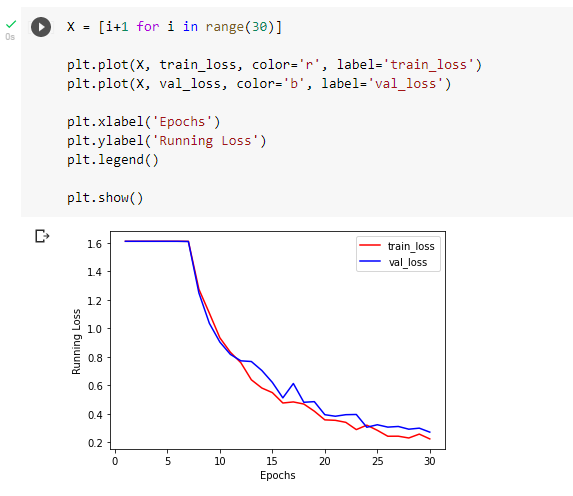 X = [i+1 for i in range(30)]
0s
plt.plot(X, train_loss, color='r', label='train_loss')
plt.plot(X, val_loss, color='b', label='val_loss')
plt.xlabel('Epochs')
plt.ylabel('Running Loss')
plt.legend()
plt.show()
train_loss
val_loss
1.6
1.4
1.2
1.0
0.8
0.6
0.4
0.2
Running Loss
0 5 10 15 20 25 30
Epochs